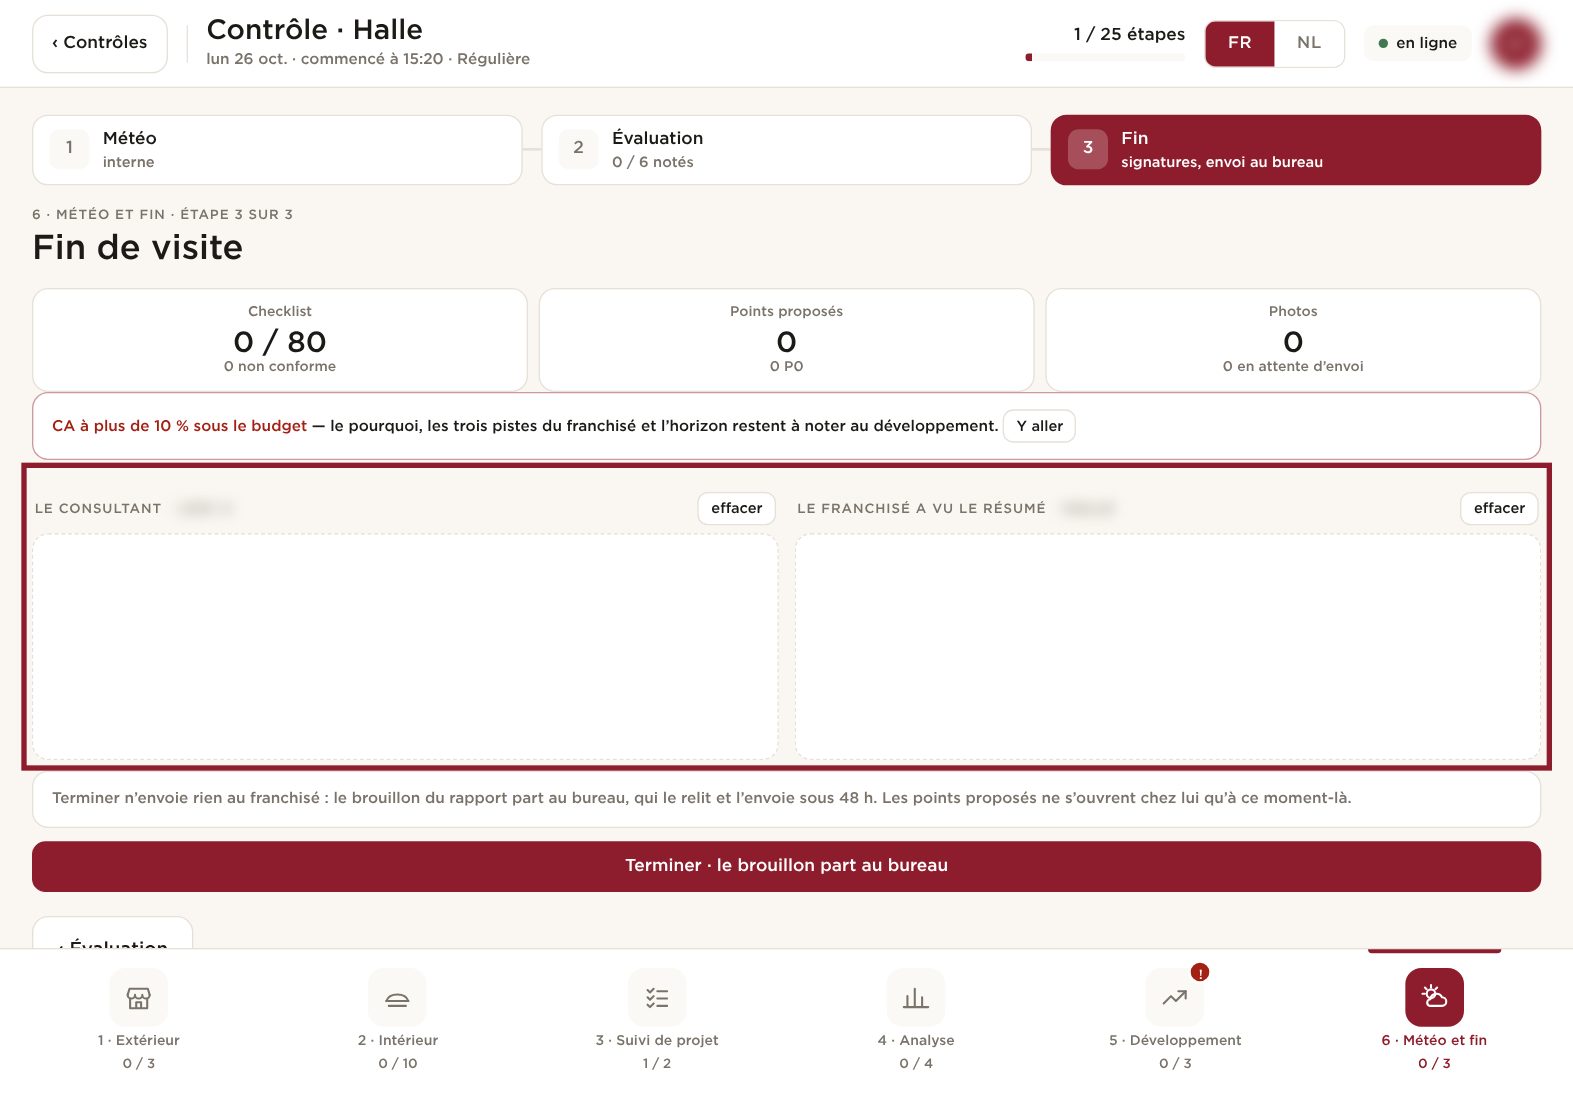 ‹ Contrôles
Contrôle · Halle
lun 26 oct. · commencé à 15:20 · Régulière
1 / 25 étapes
FR
NL
en ligne
1
Météo
interne
2
Évaluation
0 / 6 notés
3
Fin
signatures, envoi au bureau
6 · MÉTÉO ET FIN · ÉTAPE 3 SUR 3
Fin de visite
Checklist
0 / 80
0 non conforme
Points proposés
0
0 P0
Photos
0
0 en attente d’envoi
CA à plus de 10 % sous le budget — le pourquoi, les trois pistes du franchisé et l’horizon restent à noter au développement. Y aller
LE CONSULTANT
effacer
LE FRANCHISÉ A VU LE RÉSUMÉ
effacer
Terminer n’envoie rien au franchisé : le brouillon du rapport part au bureau, qui le relit et l’envoie sous 48 h. Les points proposés ne s’ouvrent chez lui qu’à ce moment-là.
Terminer · le brouillon part au bureau
‹ Évaluation
1 · Extérieur
0 / 3
2 · Intérieur
0 / 10
3 · Suivi de projet
1 / 2
4 · Analyse
0 / 4
!
5 · Développement
0 / 3
6 · Météo et fin
0 / 3